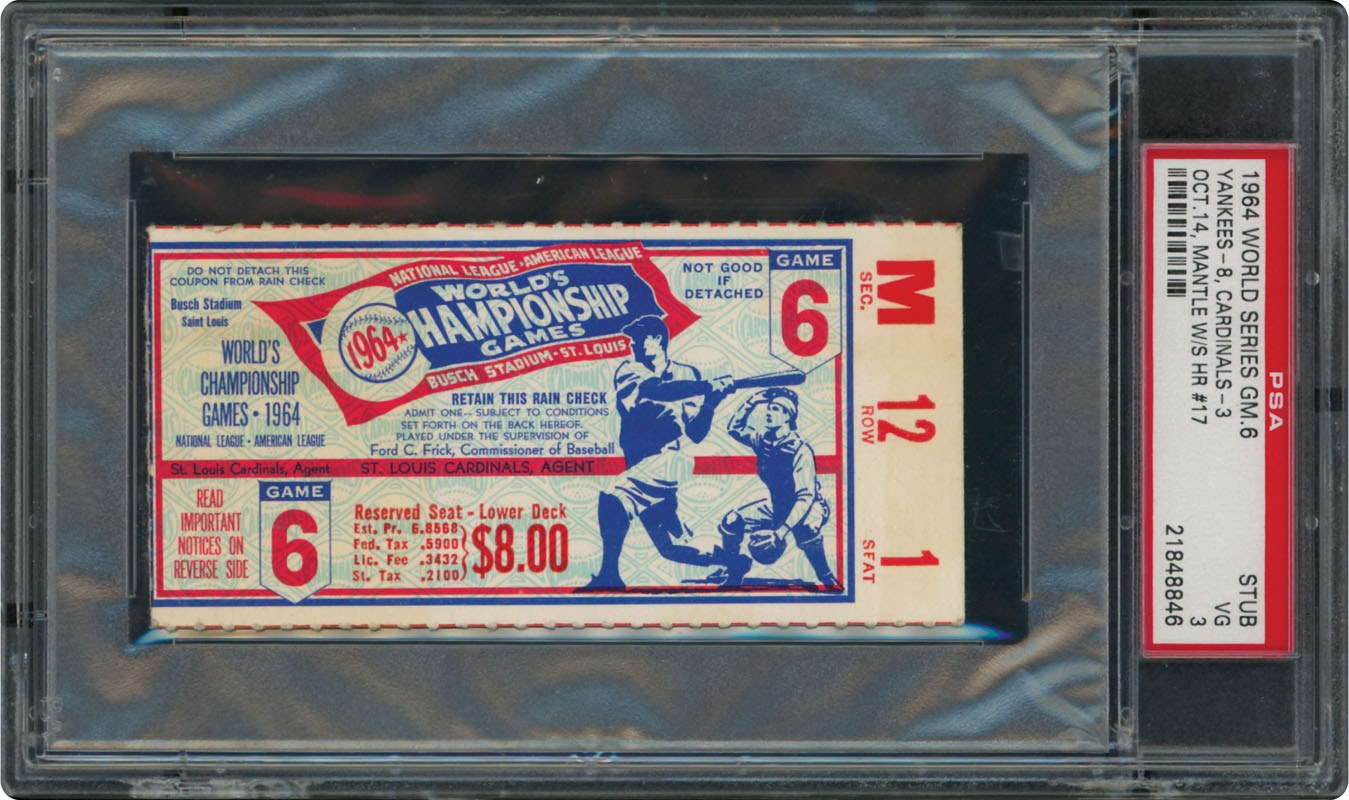 DO NOT DETACH THIS
COUPON FROM RAIN CHECK
Busch Stadium
Saint Louis
WORLD'S
CHAMPIONSHIP
GAMES • 1964
NATIONAL LEAGUE • AMERICAN LEAGUE
St. Louis Cardinals, Agent
READ
IMPORTANT
NOTICES ON
REVERSE SIDE
GAME
6
NATIONAL LEAGUE • AMERICAN LEAGUE
1964
WORLD'S
CHAMPIONSHIP
GAMES
BUSCH STADIUM • ST. LOUIS
NOT GOOD
IF
DETACHED
GAME
6
RETAIN THIS RAIN CHECK
ADMIT ONE-- SUBJECT TO CONDITIONS
SET FORTH ON THE BACK HEREOF.
PLAYED UNDER THE SUPERVISION OF
Ford C. Frick, Commissioner of Baseball
ST. LOUIS CARDINALS, AGENT
Reserved Seat - Lower Deck
Est. Pr. 6.8568
Fed. Tax .5900
Lic. Fee .3432
St. Tax .2100
$8.00
M
SEC.
12
ROW
1
SEAT
PSA
1964 WORLD SERIES GM.6 STUB
YANKEES - 8, CARDINALS - 3 VG
OCT.14, MANTLE W/S HR #17 3
21848846